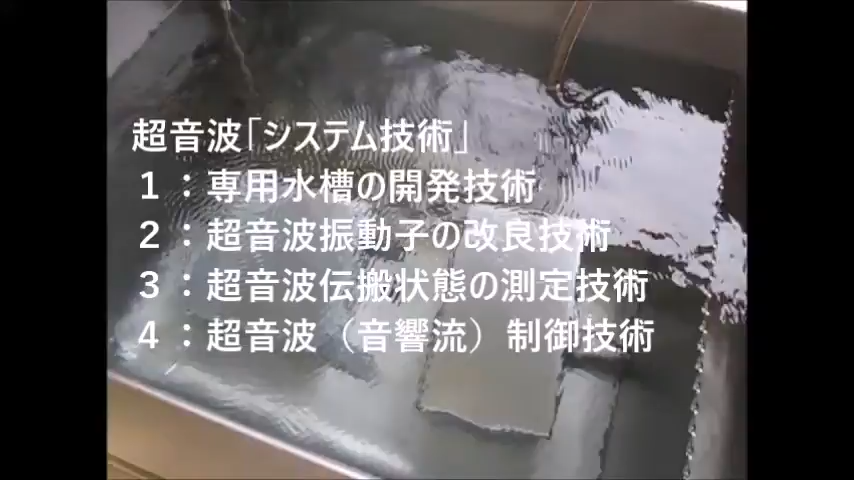 超音波「システム技術」
１：専用水槽の開発技術
２：超音波振動子の改良技術
３：超音波伝搬状態の測定技術
４：超音波（音響流）制御技術